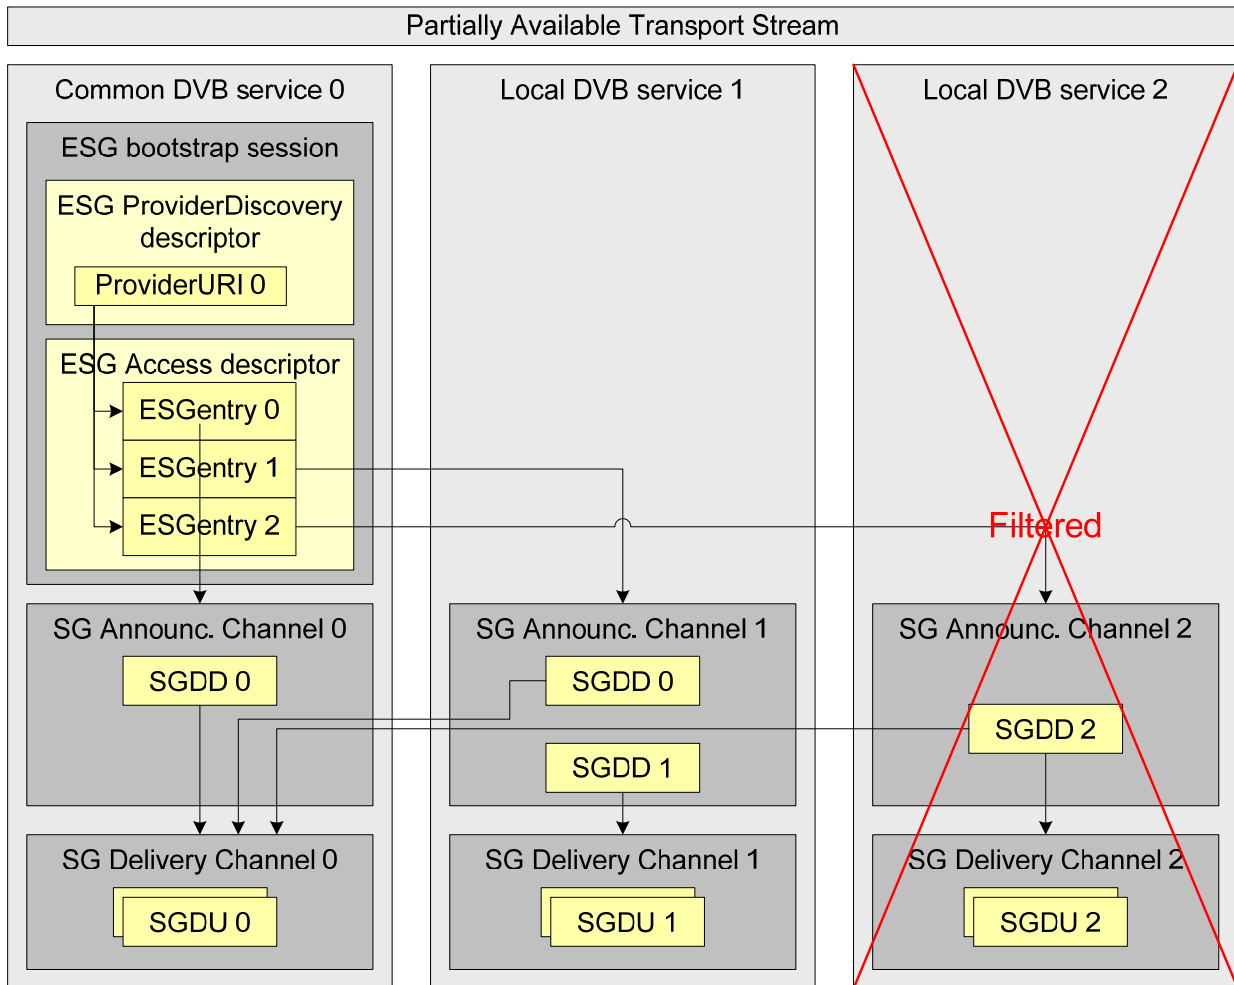 Partially Available Transport Stream
Common DVB service 0
ESG bootstrap session
ESG ProviderDiscovery
descriptor
ProviderURI 0
ESG Access descriptor
ESGentry 0
ESGentry 1
ESGentry 2
SG Announc. Channel 0
SGDD 0
SG Delivery Channel 0
SGDU 0
Local DVB service 1
SG Announc. Channel 1
SGDD 0
SGDD 1
SG Delivery Channel 1
SGDU 1
Local DVB service 2
Filtered
SG Announc. Channel 2
SGDD 2
SG Delivery Channel 2
SGDU 2